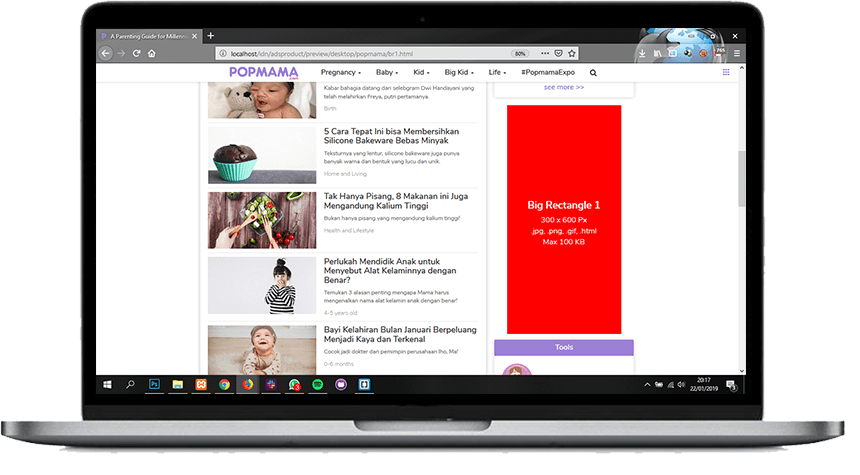 A Parenting Guide for Millenni
localhost/idn/adsproduct/preview/desktop/popmama/br1.html
80%
765
POPMAMA
.com
Pregnancy
Baby
Kid
Big Kid
Life
#PopmamaExpo
Kabar bahagia datang dari selebgram Dwi Handayani yang
telah melahirkan Freya, putri pertamanya.
Birth
5 Cara Tepat Ini bisa Membersihkan
Silicone Bakeware Bebas Minyak
Teksturnya yang lentur, silicone bakeware juga punya
banyak warna dan bentuk yang lucu dan unik.
Home and Living
Tak Hanya Pisang, 8 Makanan ini Juga
Mengandung Kalium Tinggi
Bukan hanya pisang yang mengandung kalium tinggi!
Health and Lifestyle
Perlukah Mendidik Anak untuk
Menyebut Alat Kelaminnya dengan
Benar?
Temukan 3 alasan penting mengapa Mama harus
mengenalkan nama alat kelamin anak dengan benar!
4-5 years old
Bayi Kelahiran Bulan Januari Berpeluang
Menjadi Kaya dan Terkenal
Cocok jadi dokter dan pemimpin perusahaan lho, Ma!
0-6 months
see more >>
Big Rectangle 1
300 x 600 Px
.jpg, .png, .gif, .html
Max 100 KB
Tools
Ps
20:17
22/01/2019
3